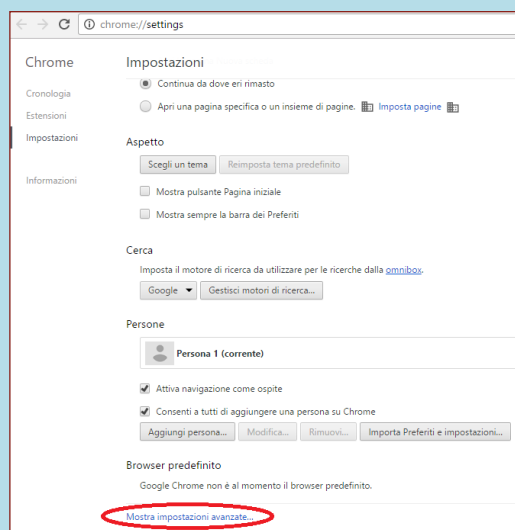 chrome://settings
Chrome
Impostazioni
Cronologia
Estensioni
Impostazioni
Informazioni
Continua da dove eri rimasto
Apri una pagina specifica o un insieme di pagine. Imposta pagine
Aspetto
Scegli un tema Reimposta tema predefinito
Mostra pulsante Pagina iniziale
Mostra sempre la barra dei Preferiti
Cerca
Imposta il motore di ricerca da utilizzare per le ricerche dalla omnibox.
Google Gestisci motori di ricerca...
Persone
Persona 1 (corrente)
Attiva navigazione come ospite
Consenti a tutti di aggiungere una persona su Chrome
Aggiungi persona... Modifica... Rimuovi... Importa Preferiti e impostazioni...
Browser predefinito
Google Chrome non è al momento il browser predefinito.
Mostra impostazioni avanzate...